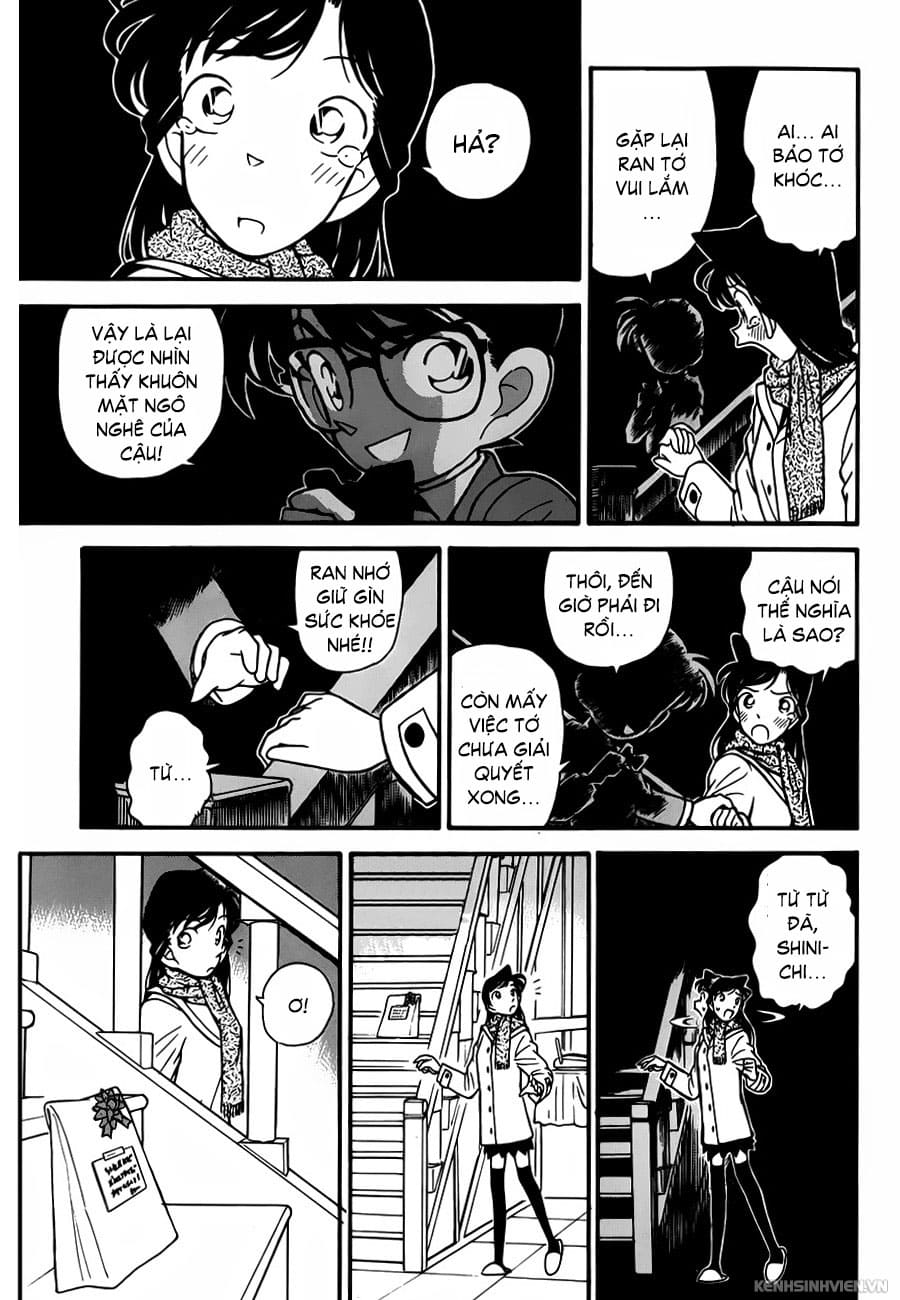 AI... AI
BẢO TỚ
KHÓC...
GẶP LẠI
RAN TỚ
VUI LẮM
...
HẢ?
VẬY LÀ LẠI
ĐƯỢC NHÌN
THẤY KHUÔN
MẶT NGÔ
NGHÊ CỦA
CẬU!
CẬU NÓI
THẾ NGHĨA
LÀ SAO?
THÔI, ĐẾN
GIỜ PHẢI ĐI
RỒI...
CÒN MẤY
VIỆC TỚ
CHƯA GIẢI
QUYẾT
XONG...
RAN NHỚ
GIỮ GÌN
SỨC KHỎE
NHÉ!!
TỪ...
TỪ TỪ
ĐÃ,
SHINI-
CHI...
Ơ!
KENHSINHVIEN.VN